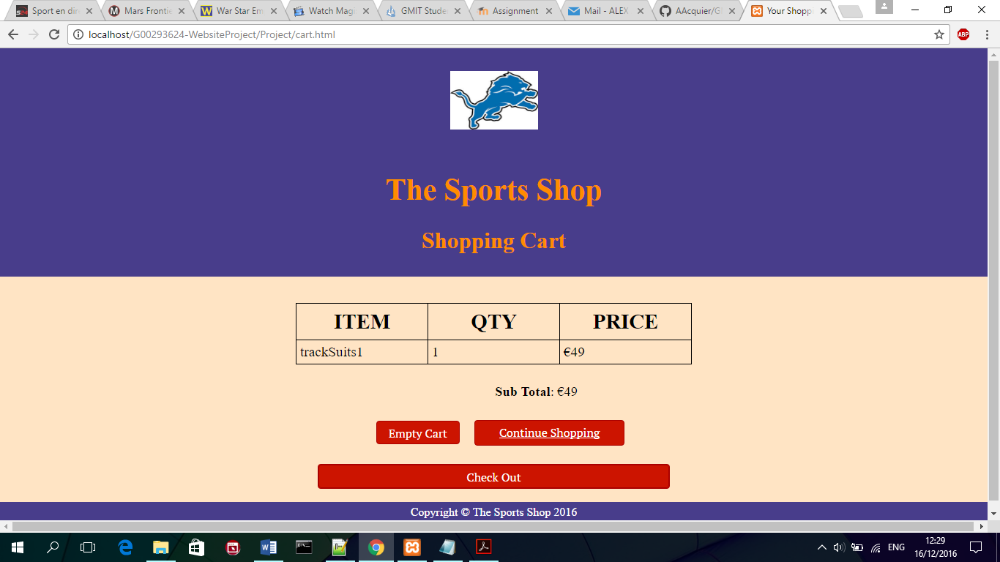 Sport en dir Mars Frontie War Star Em Watch Magi GMIT Stude Assignment Mail - ALEX AAcquier/G Your Shopp
localhost/G00293624-WebsiteProject/Project/cart.html
ABP
The Sports Shop
Shopping Cart
ITEM QTY PRICE
trackSuits1 1 €49
Sub Total: €49
Empty Cart Continue Shopping
Check Out
Copyright © The Sports Shop 2016
ENG 12:29
16/12/2016